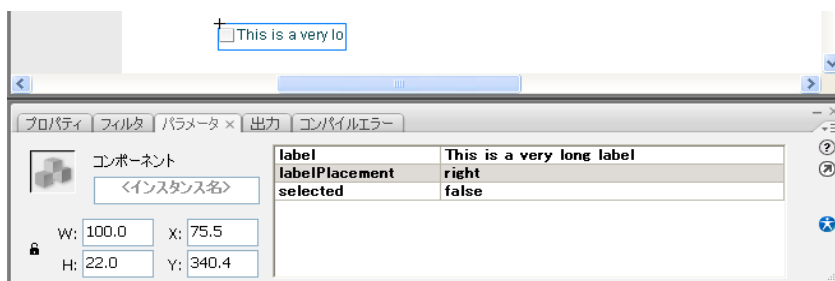 This is a very lo
プロパティ フィルタ パラメータ × 出力 コンパイルエラー
コンポーネント
<インスタンス名>
W: 100.0 X: 75.5
H: 22.0 Y: 340.4
label This is a very long label
labelPlacement right
selected false